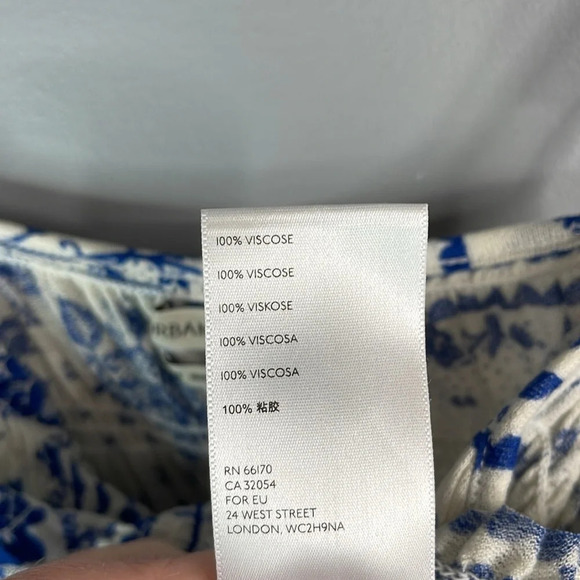 100% VISCOSE
100% VISCOSE
100% VISKOSE
100% VISCOSA
100% VISCOSA
100% 粘胶
RN 66170
CA 32054
FOR EU
24 WEST STREET
LONDON, WC2H9NA